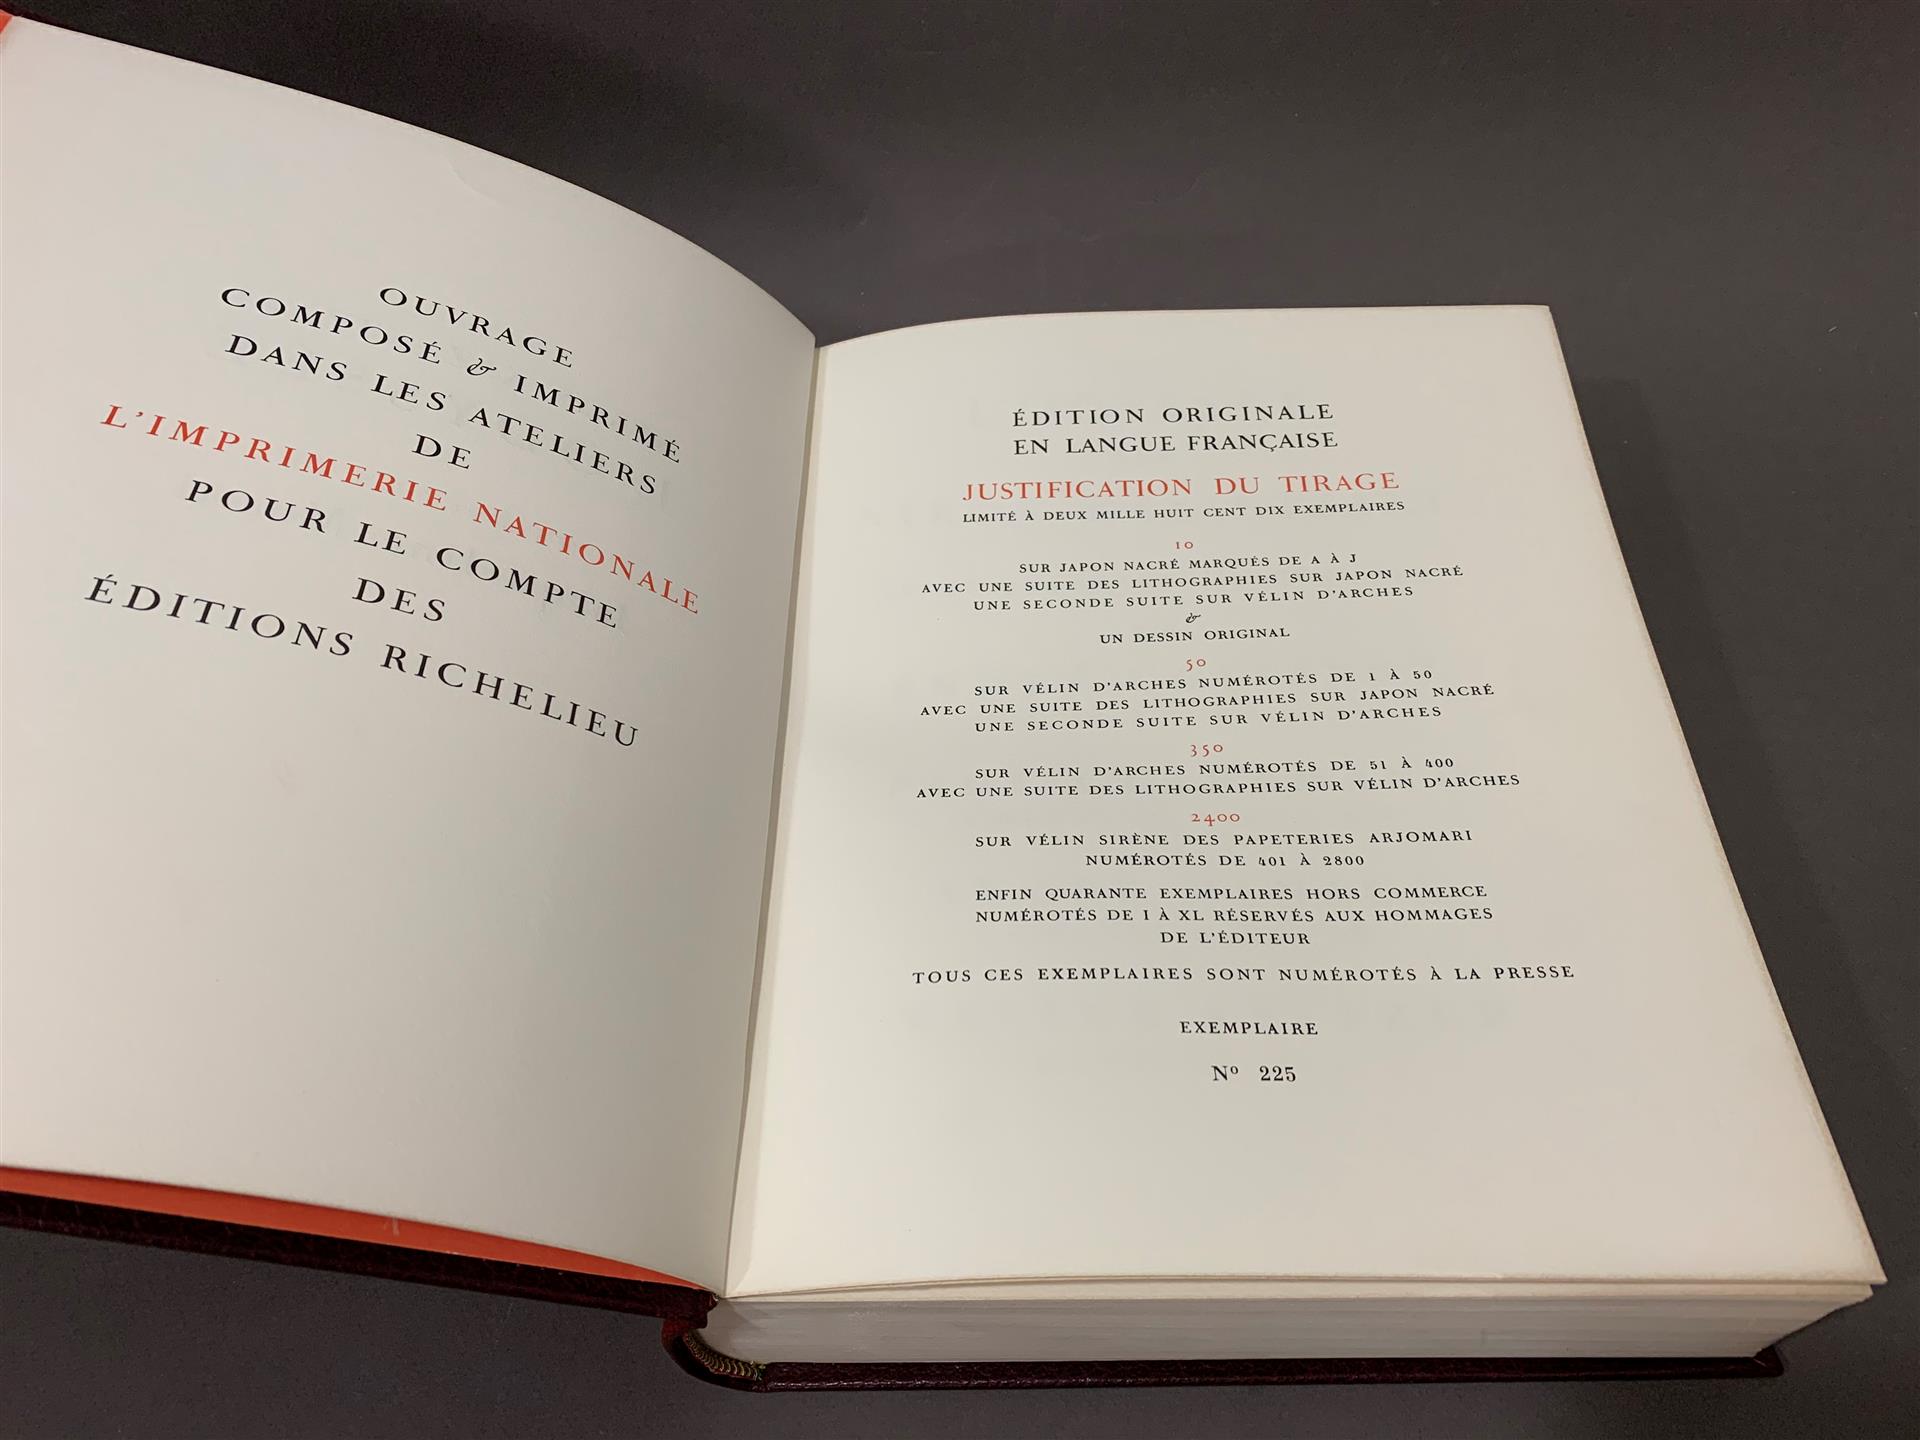 OUVRAGE
COMPOSÉ & IMPRIMÉ
DANS LES ATELIERS
DE
L'IMPRIMERIE NATIONALE
POUR LE COMPTE
DES
ÉDITIONS RICHELIEU
ÉDITION ORIGINALE
EN LANGUE FRANÇAISE
JUSTIFICATION DU TIRAGE
LIMITÉ À DEUX MILLE HUIT CENT DIX EXEMPLAIRES
10
SUR JAPON NACRÉ MARQUÉS DE A À J
AVEC UNE SUITE DES LITHOGRAPHIES SUR JAPON NACRÉ
UNE SECONDE SUITE SUR VÉLIN D'ARCHES
&
UN DESSIN ORIGINAL
50
SUR VÉLIN D'ARCHES NUMÉROTÉS DE 1 À 50
AVEC UNE SUITE DES LITHOGRAPHIES SUR JAPON NACRÉ
UNE SECONDE SUITE SUR VÉLIN D'ARCHES
350
SUR VÉLIN D'ARCHES NUMÉROTÉS DE 51 À 400
AVEC UNE SUITE DES LITHOGRAPHIES SUR VÉLIN D'ARCHES
2400
SUR VÉLIN SIRÈNE DES PAPETERIES ARJOMARI
NUMÉROTÉS DE 401 À 2800
ENFIN QUARANTE EXEMPLAIRES HORS COMMERCE
NUMÉROTÉS DE I À XL RÉSERVÉS AUX HOMMAGES
DE L'ÉDITEUR
TOUS CES EXEMPLAIRES SONT NUMÉROTÉS À LA PRESSE
EXEMPLAIRE
Nº 225